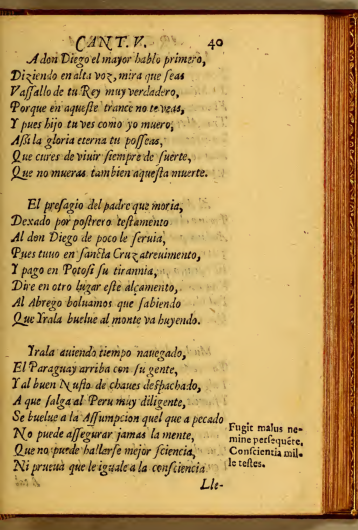 CANT. V. 40
A don Diego el mayor hablo primero,
Diziendo en alta voz, mira que seas
Vassallo de tu Rey muy verdadero,
Porque en aqueste trance no te veas,
Y pues hijo tu ves como yo muero,
Assi la gloria eterna tu posseas,
Que cures de viuir siempre de suerte,
Que no mueras tambien aquesta muerte.
El presagio del padre que moria,
Dexado por postrero testamento
Al don Diego de poco le seruia,
Pues tuuo en sancta Cruz atreuimento,
Y pago en Potosi su tirannia,
Dire en otro lugar este alçamento,
Al Abrego boluamos que sabiendo
Que Yrala buelue al monte va huyendo.
Yrala auiendo tiempo nauegado,
El Paraguay arriba con su gente,
Y al buen Nuflo de chaues despachado,
A que salga al Peru muy diligente,
Se buelue a la Assumpcion quel que a pecado
No puede assegurar jamas la mente,
Que no puede hallarse mejor sciencia,
Ni prueua que le iguale a la consciencia.
Fugit malus ne-
mine persequẽre,
Conscientia mil-
le testes.
Lle-